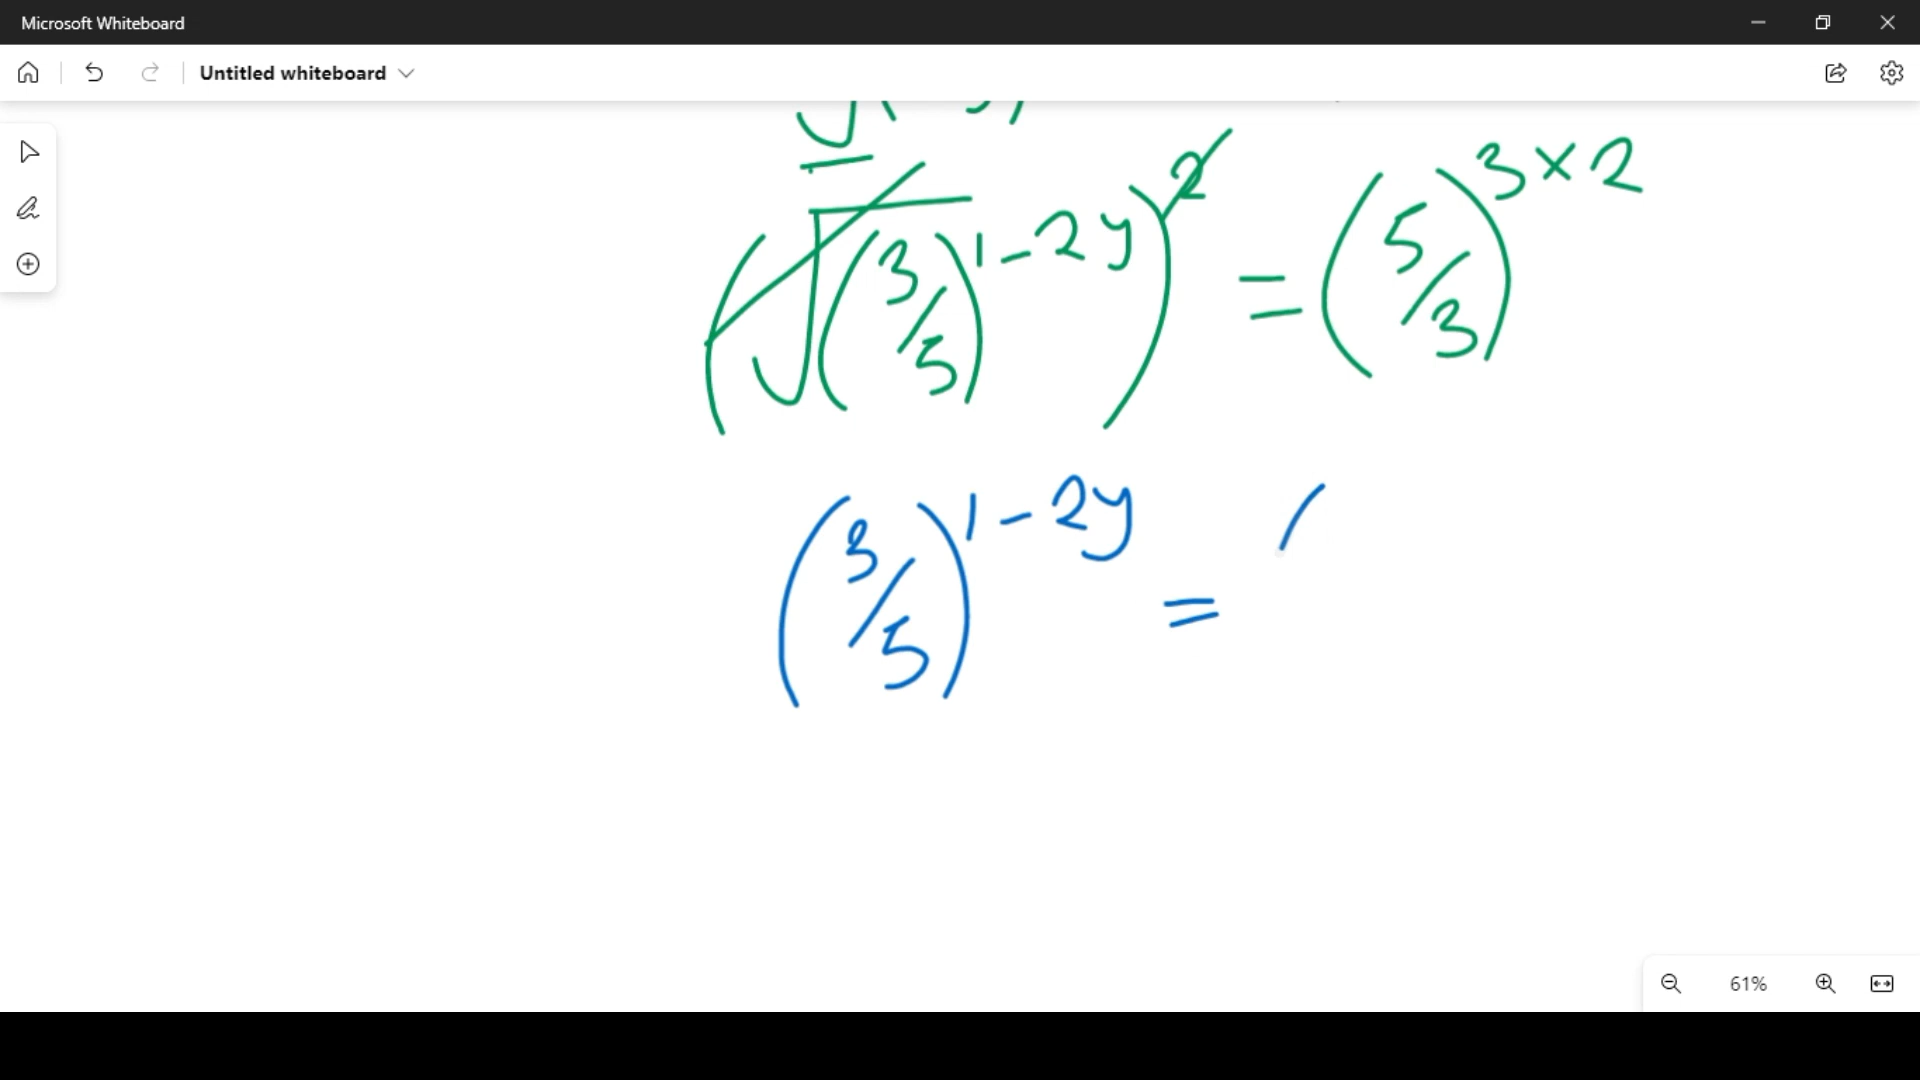 Microsoft Whiteboard
Untitled whiteboard
(√(3/5)^1-2y)^2 = (5/3)^3×2
(3/5)^1-2y = (
61%